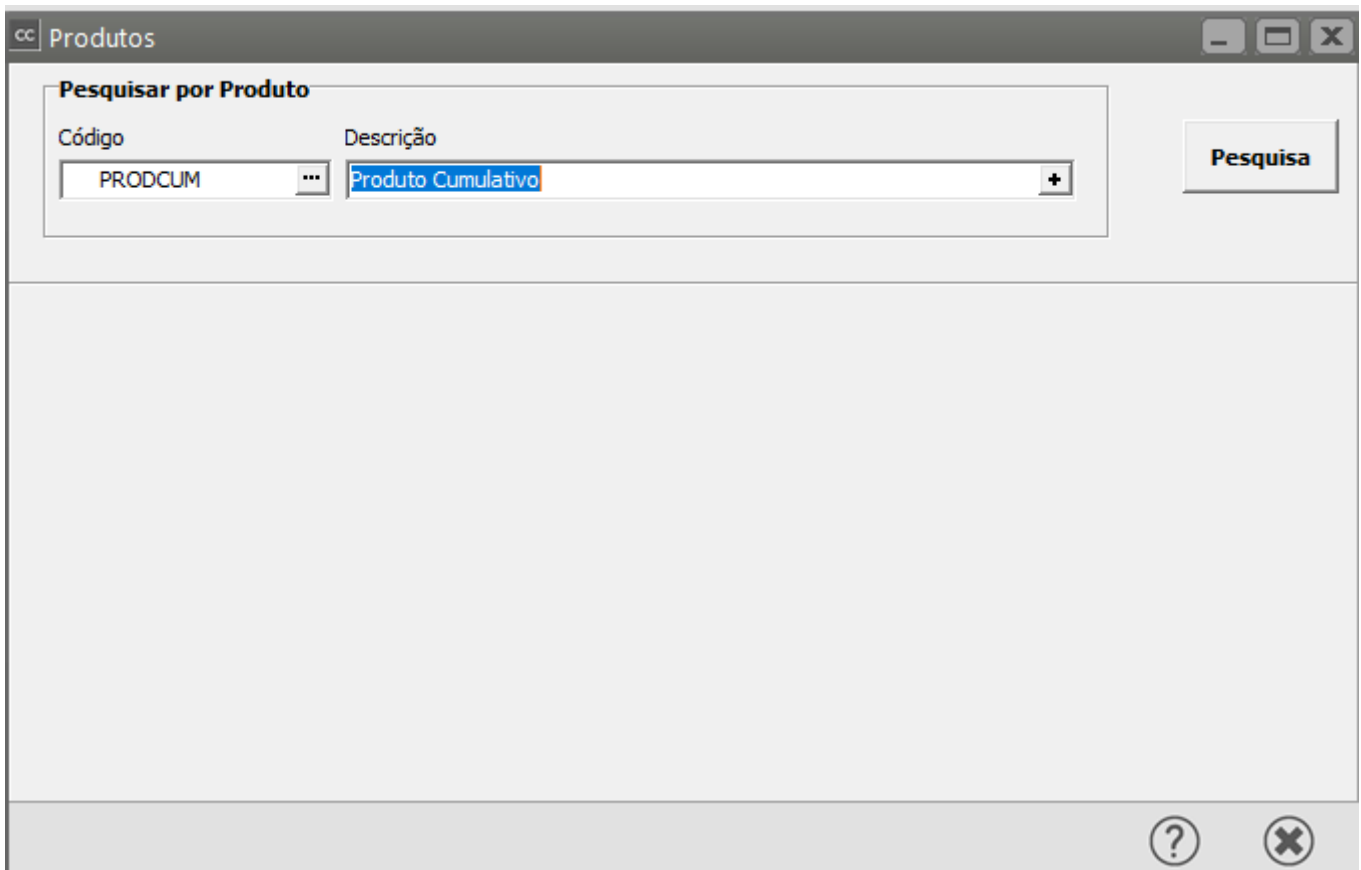 cc Produtos
Pesquisar por Produto
Código Descrição
PRODCUM ... Produto Cumulativo +
Pesquisa
?